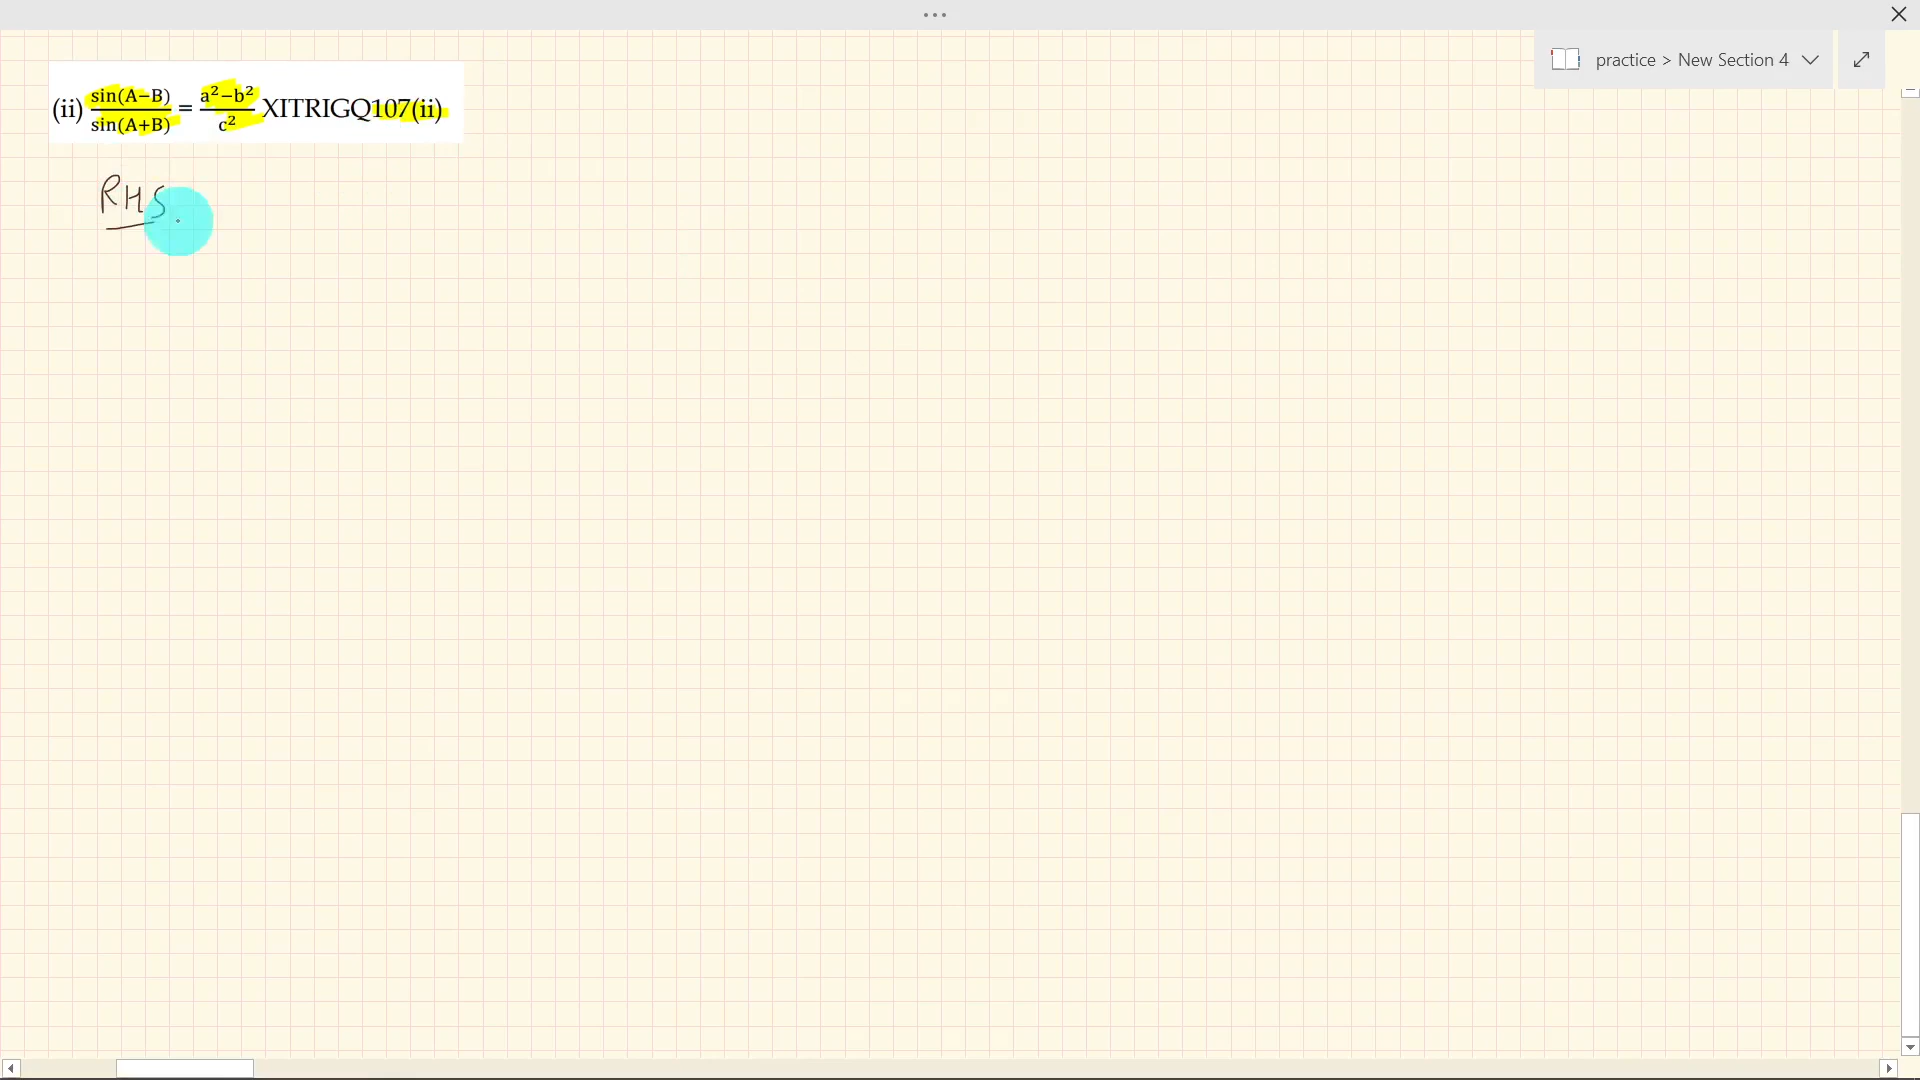 practice > New Section 4
(ii) sin(A−B)/sin(A+B) = a²−b²/c² XITRIGQ107(ii)
RHS